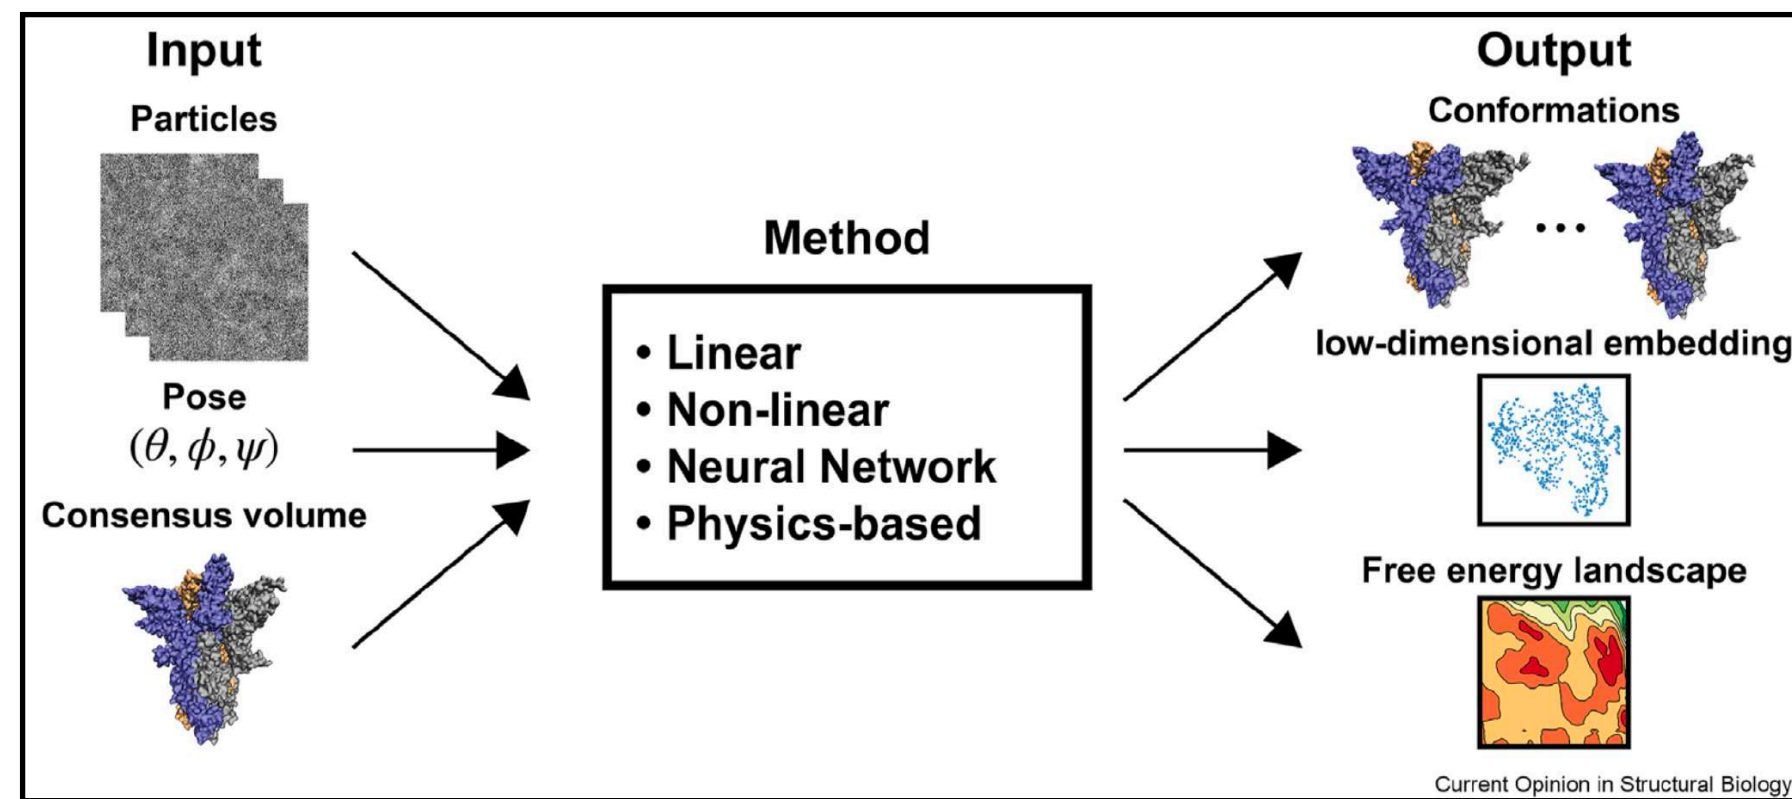 Input
Particles
Pose
(θ, ϕ, ψ)
Consensus volume
Method
• Linear
• Non-linear
• Neural Network
• Physics-based
Output
Conformations
...
low-dimensional embedding
Free energy landscape
Current Opinion in Structural Biology